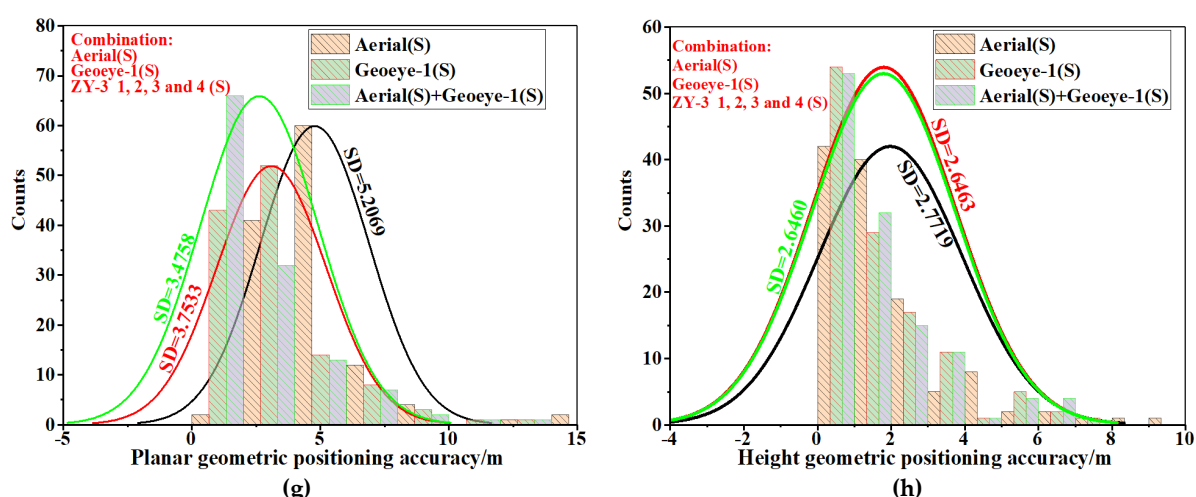 80
70
60
50
40
30
20
10
0
Counts
Combination:
Aerial(S)
Geoeye-1(S)
ZY-3 1, 2, 3 and 4 (S)
Aerial(S)
Geoeye-1(S)
Aerial(S)+Geoeye-1(S)
SD=3.4758
SD=3.7533
SD=5.2069
-5 0 5 10 15
Planar geometric positioning accuracy/m
(g)
60
50
40
30
20
10
0
Counts
Combination:
Aerial(S)
Geoeye-1(S)
ZY-3 1, 2, 3 and 4 (S)
Aerial(S)
Geoeye-1(S)
Aerial(S)+Geoeye-1(S)
SD=2.6460
SD=2.6463
SD=2.7719
-4 -2 0 2 4 6 8 10
Height geometric positioning accuracy/m
(h)